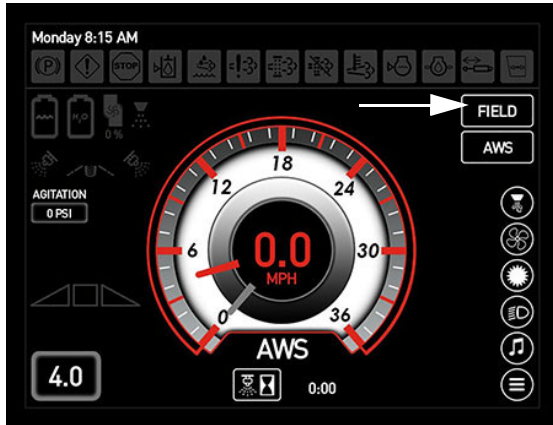 Monday 8:15 AM
(P)
STOP
H₂O
0 %
FIELD
AWS
AGITATION
0 PSI
0
6
12
18
24
30
36
0.0
MPH
AWS
4.0
0:00